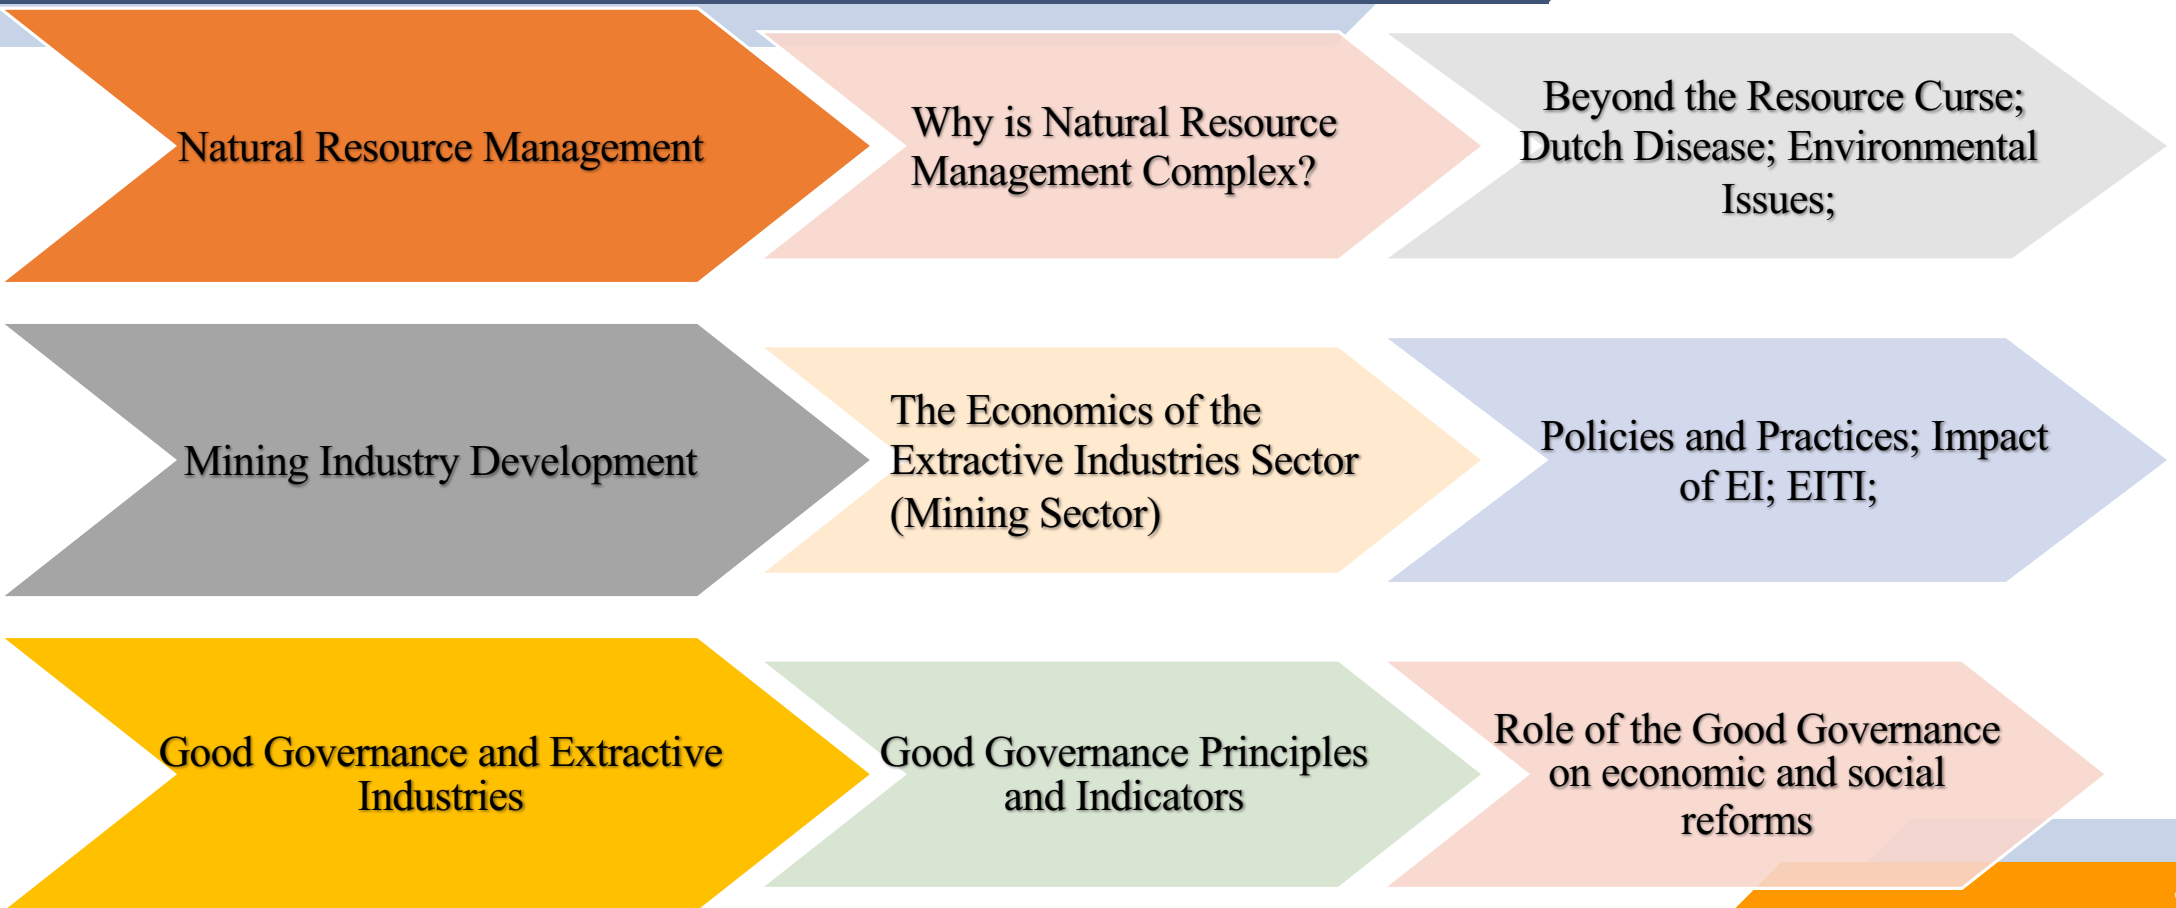 Natural Resource Management
Why is Natural Resource
Management Complex?
Beyond the Resource Curse;
Dutch Disease; Environmental
Issues;
Mining Industry Development
The Economics of the
Extractive Industries Sector
(Mining Sector)
Policies and Practices; Impact
of EI; EITI;
Good Governance and Extractive
Industries
Good Governance Principles
and Indicators
Role of the Good Governance
on economic and social
reforms